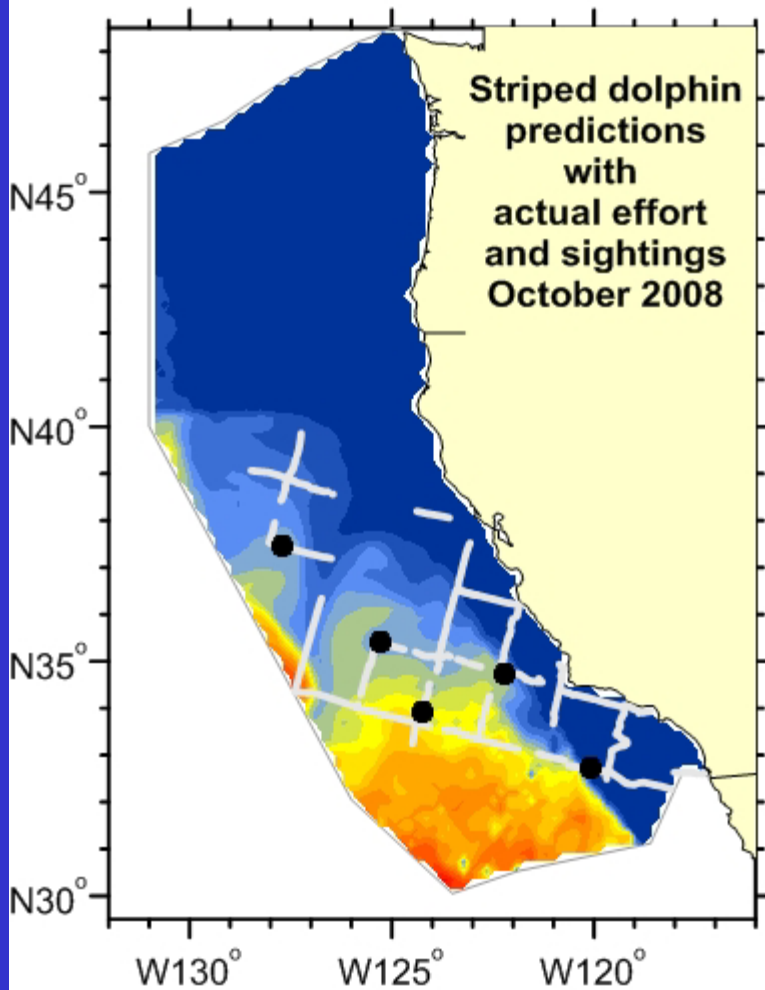 Striped dolphin
predictions
with
actual effort
and sightings
October 2008
N45°
N40°
N35°
N30°
W130° W125° W120°